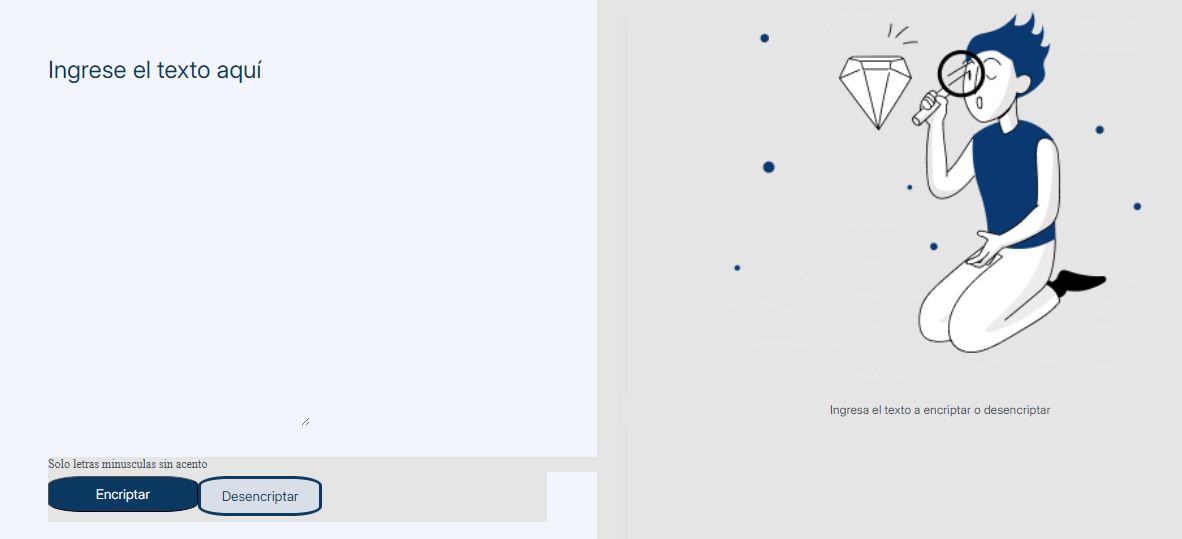 Ingrese el texto aquí
Solo letras minusculas sin acento
Encriptar
Desencriptar
Ingresa el texto a encriptar o desencriptar